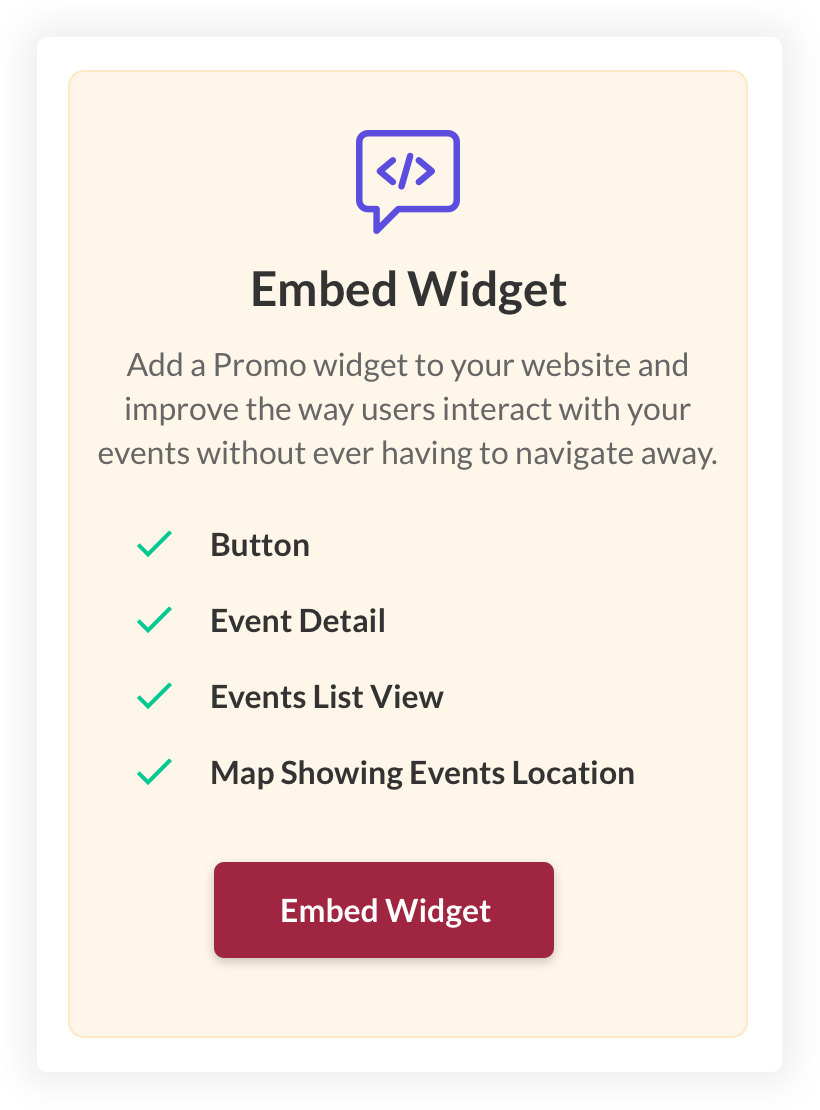 </>
Embed Widget
Add a Promo widget to your website and
improve the way users interact with your
events without ever having to navigate away.
Button
Event Detail
Events List View
Map Showing Events Location
Embed Widget